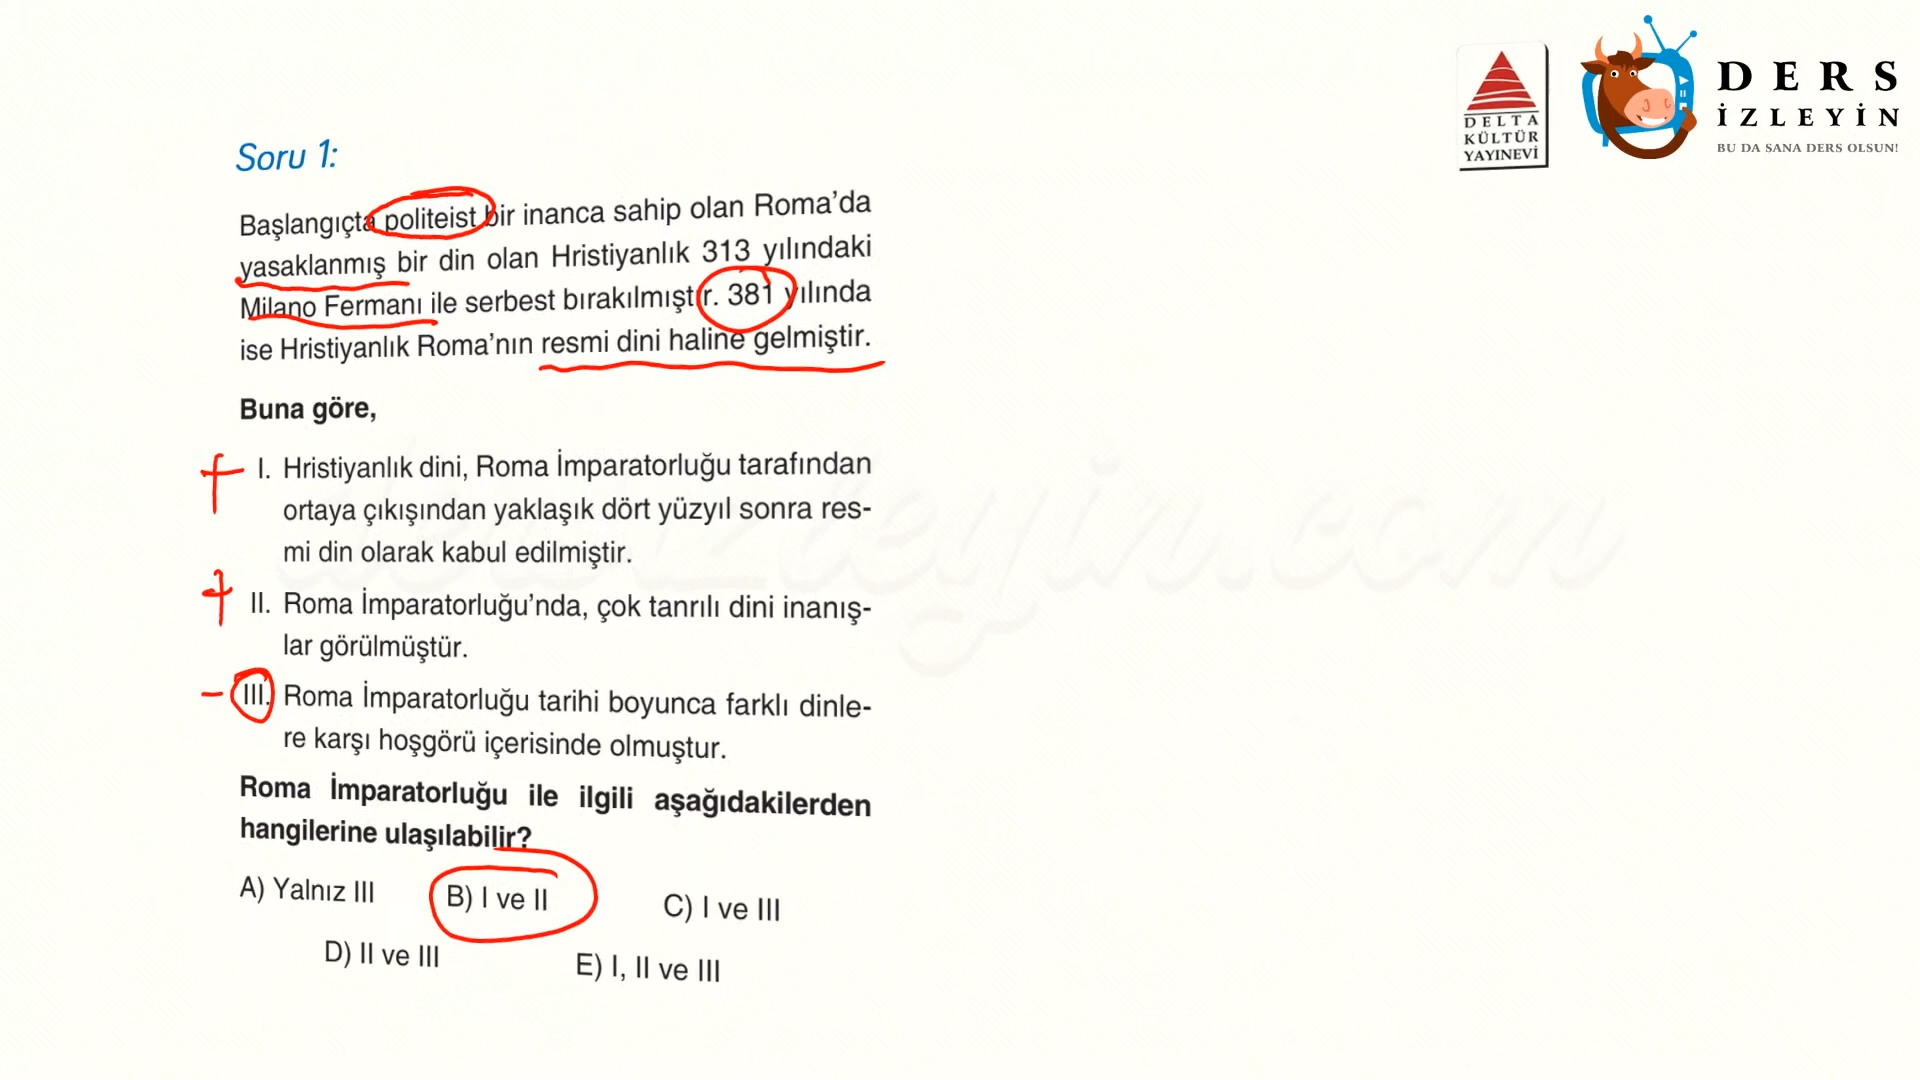 DELTA
KÜLTÜR
YAYINEVİ
DERS
İZLEYİN
BU DA SANA DERS OLSUN!
Soru 1:
Başlangıçta politeist bir inanca sahip olan Roma’da
yasaklanmış bir din olan Hristiyanlık 313 yılındaki
Milano Fermanı ile serbest bırakılmıştır. 381 yılında
ise Hristiyanlık Roma’nın resmi dini haline gelmiştir.
Buna göre,
I. Hristiyanlık dini, Roma İmparatorluğu tarafından
ortaya çıkışından yaklaşık dört yüzyıl sonra res-
mi din olarak kabul edilmiştir.
II. Roma İmparatorluğu’nda, çok tanrılı dini inanış-
lar görülmüştür.
III. Roma İmparatorluğu tarihi boyunca farklı dinle-
re karşı hoşgörü içerisinde olmuştur.
Roma İmparatorluğu ile ilgili aşağıdakilerden
hangilerine ulaşılabilir?
A) Yalnız III B) I ve II C) I ve III
D) II ve III E) I, II ve III
dersizleyin.com